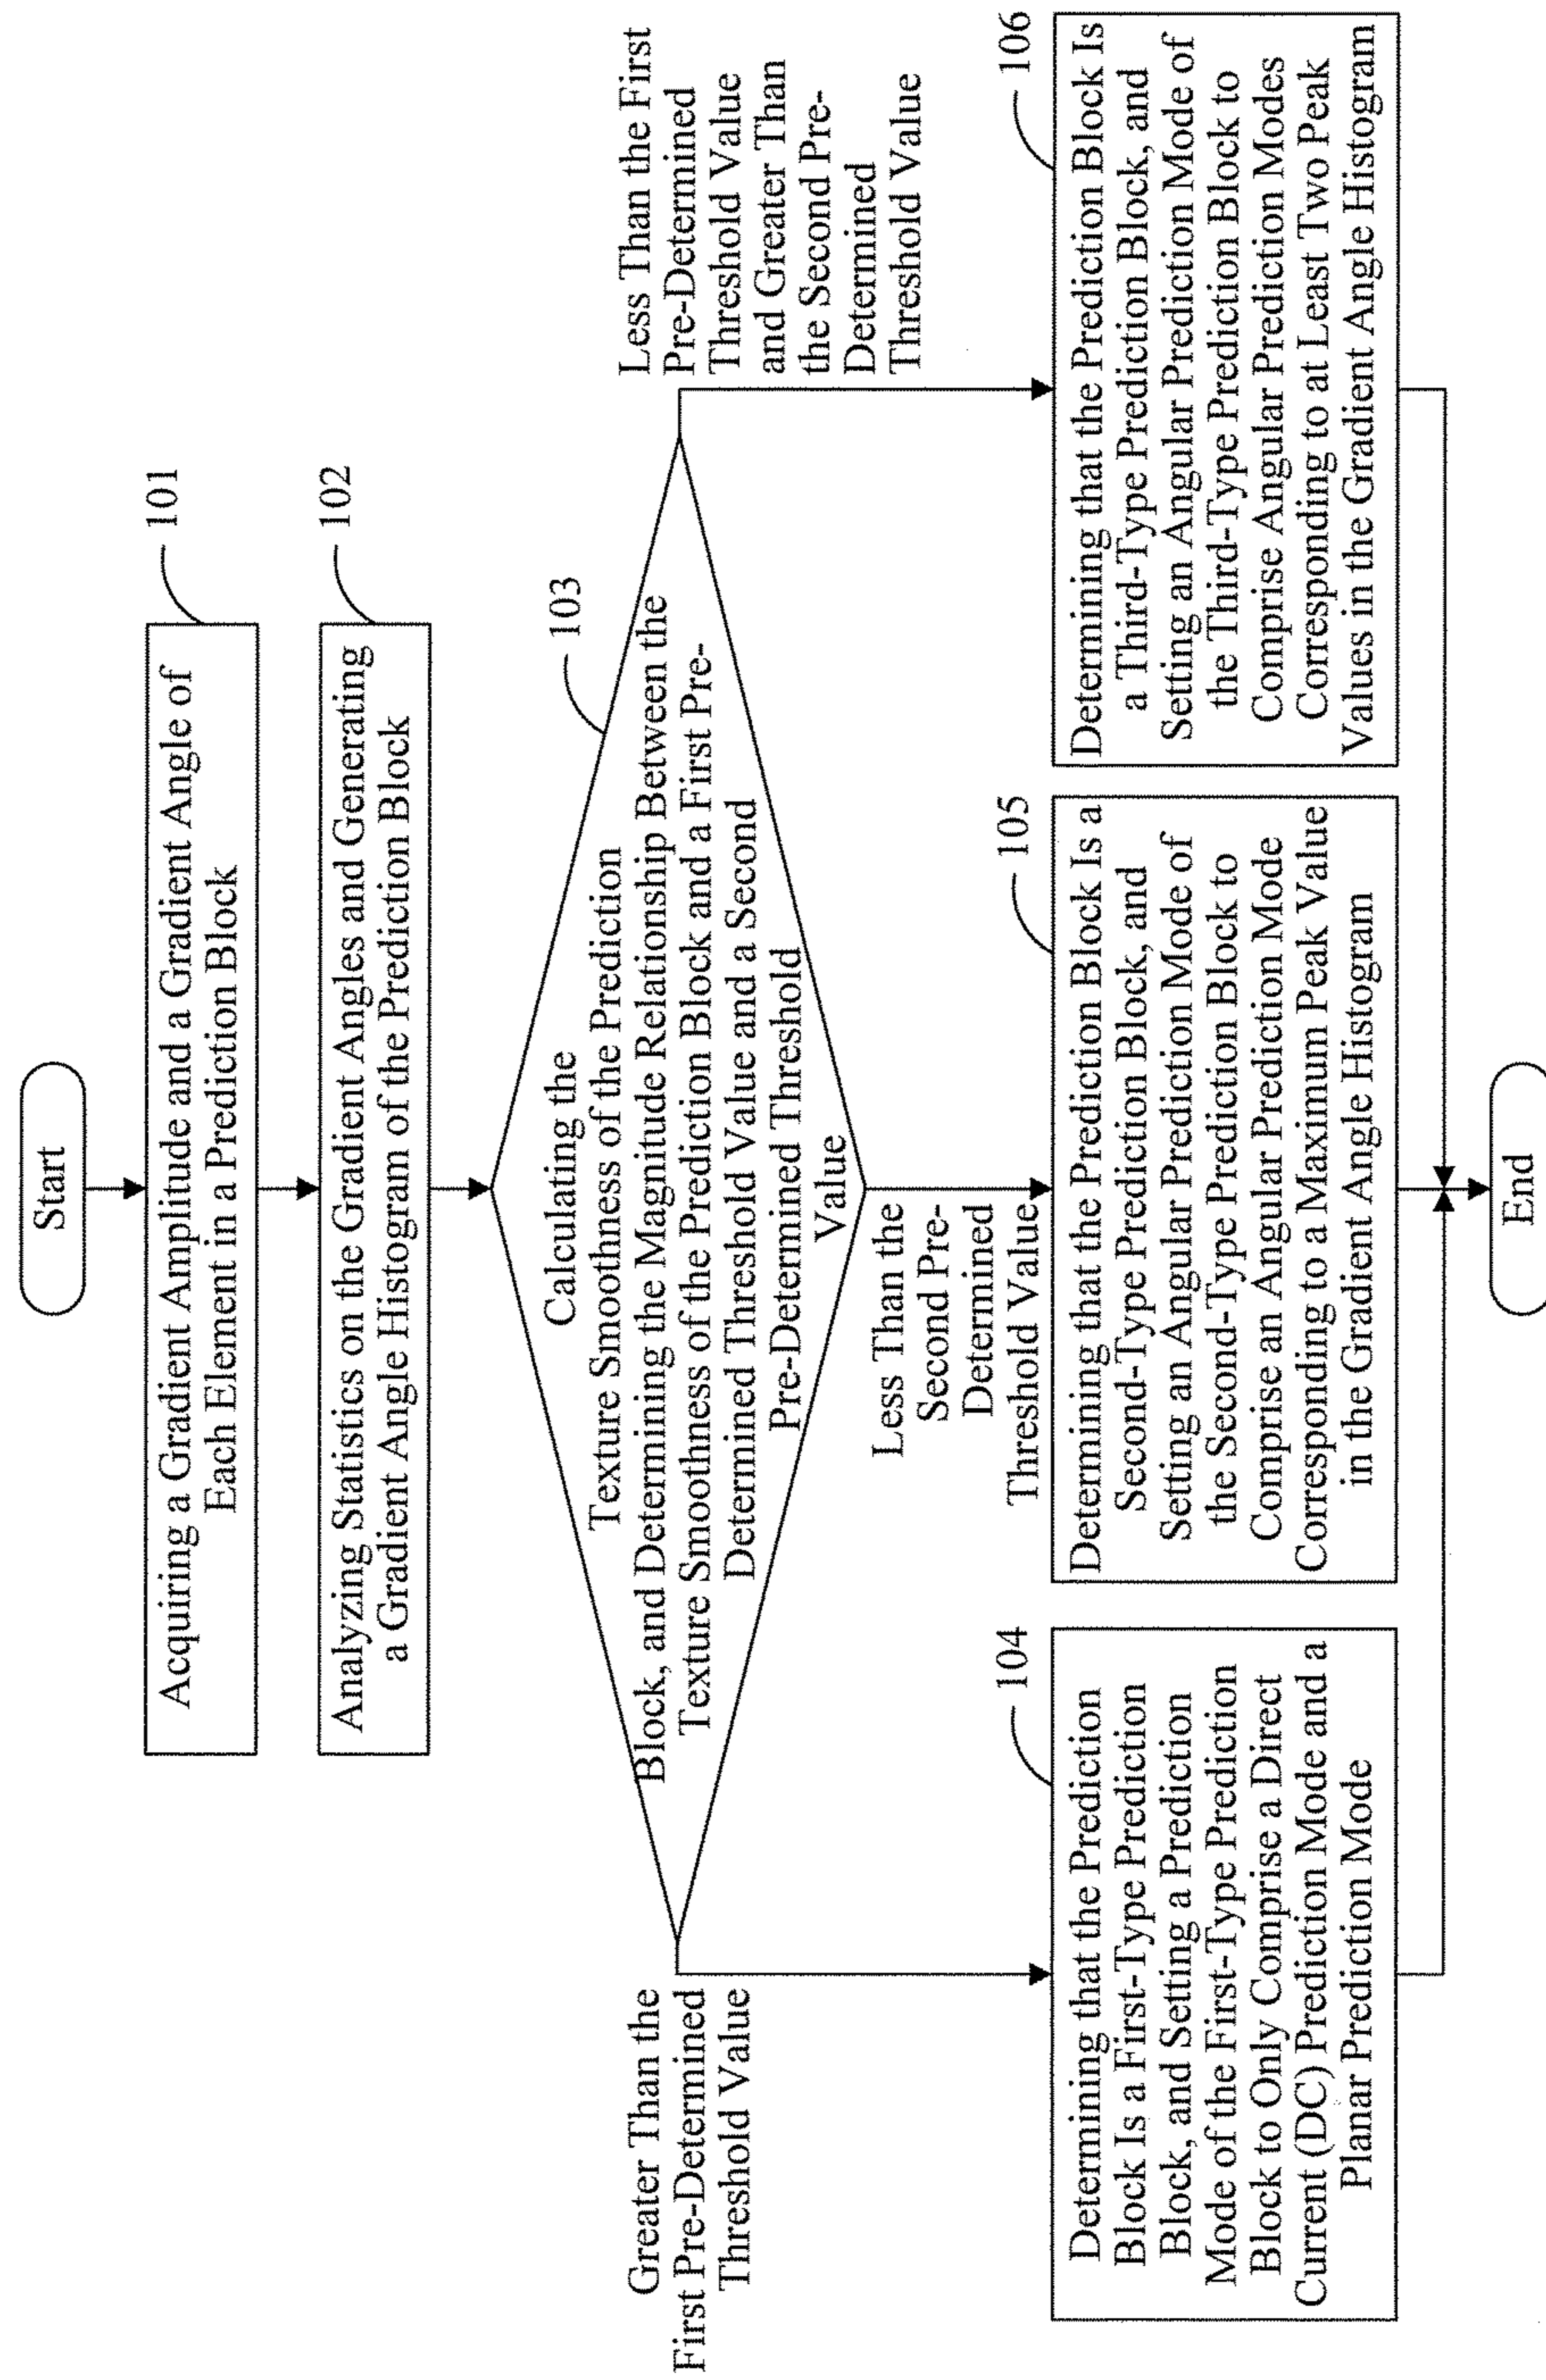 Start
101
Acquiring a Gradient Amplitude and a Gradient Angle of
Each Element in a Prediction Block
102
Analyzing Statistics on the Gradient Angles and Generating
a Gradient Angle Histogram of the Prediction Block
103
Calculating the
Texture Smoothness of the Prediction
Block, and Determining the Magnitude Relationship Between the
Texture Smoothness of the Prediction Block and a First Pre-
Determined Threshold Value and a Second
Pre-Determined Threshold
Value
Greater Than the
First Pre-Determined
Threshold Value
Less Than the
Second Pre-
Determined
Threshold Value
Less Than the First
Pre-Determined
Threshold Value
and Greater Than
the Second Pre-
Determined
Threshold Value
104
Determining that the Prediction
Block Is a First-Type Prediction
Block, and Setting a Prediction
Mode of the First-Type Prediction
Block to Only Comprise a Direct
Current (DC) Prediction Mode and a
Planar Prediction Mode
105
Determining that the Prediction Block Is a
Second-Type Prediction Block, and
Setting an Angular Prediction Mode of
the Second-Type Prediction Block to
Comprise an Angular Prediction Mode
Corresponding to a Maximum Peak Value
in the Gradient Angle Histogram
106
Determining that the Prediction Block Is
a Third-Type Prediction Block, and
Setting an Angular Prediction Mode of
the Third-Type Prediction Block to
Comprise Angular Prediction Modes
Corresponding to at Least Two Peak
Values in the Gradient Angle Histogram
End